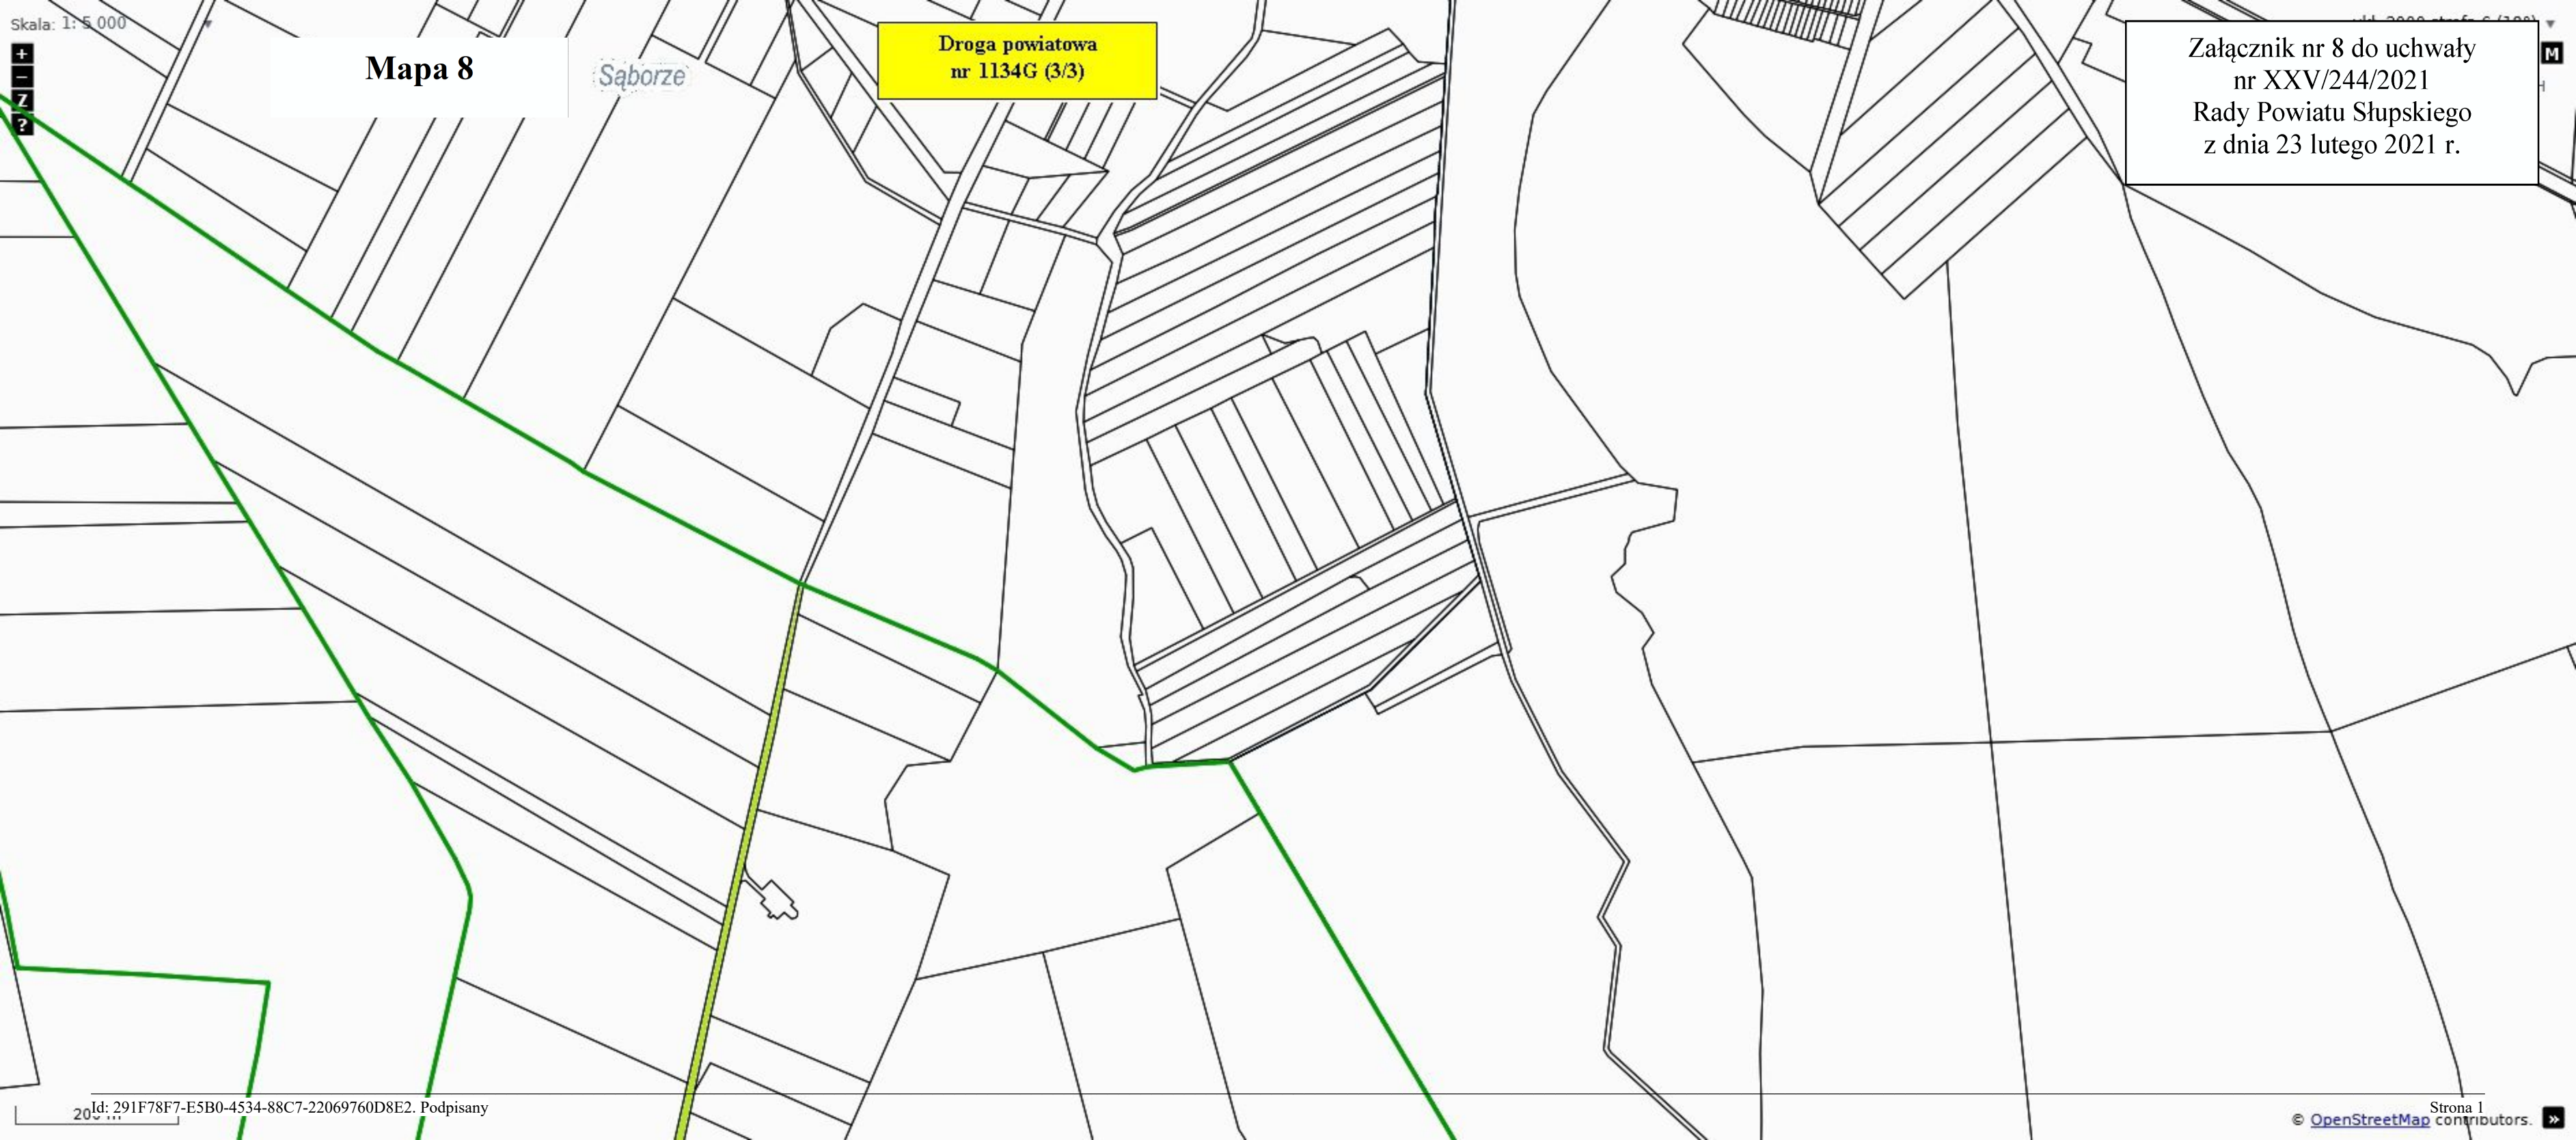 Skala: 1: 5 000
+
–
Z
?
Mapa 8
Sąborze
Droga powiatowa
nr 1134G (3/3)
Załącznik nr 8 do uchwały
nr XXV/244/2021
Rady Powiatu Słupskiego
z dnia 23 lutego 2021 r.
M
Id: 291F78F7-E5B0-4534-88C7-22069760D8E2. Podpisany
Strona 1
© OpenStreetMap contributors.
»